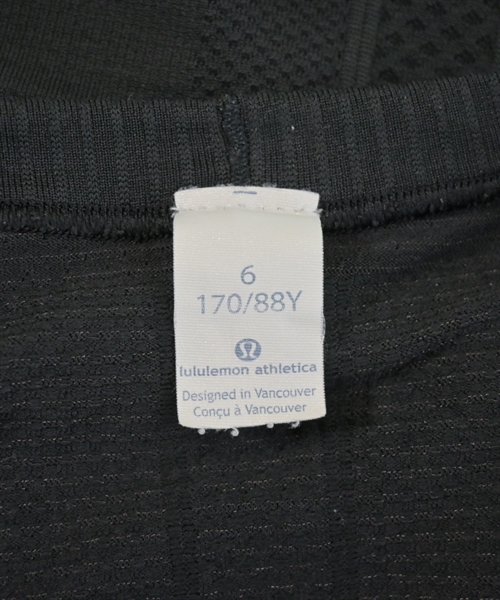 6
170/88Y
lululemon athletica
Designed in Vancouver
Conçu à Vancouver